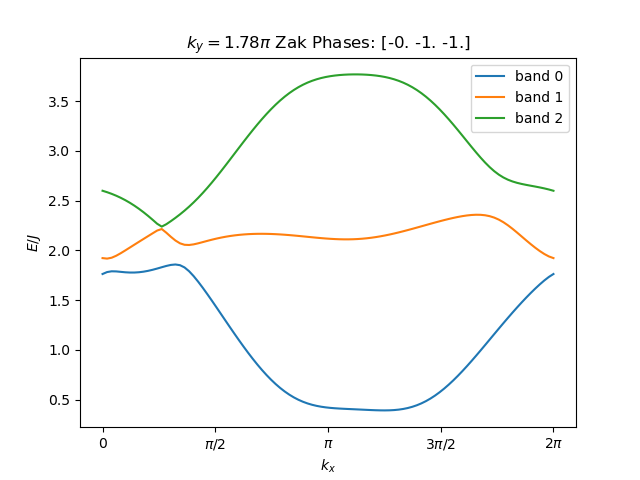 $k_y = 1.78\pi$ Zak Phases: [-0. -1. -1.]
band 0
band 1
band 2
3.5
3.0
2.5
2.0
1.5
1.0
0.5
E/J
0
π/2
π
3π/2
2π
$k_x$